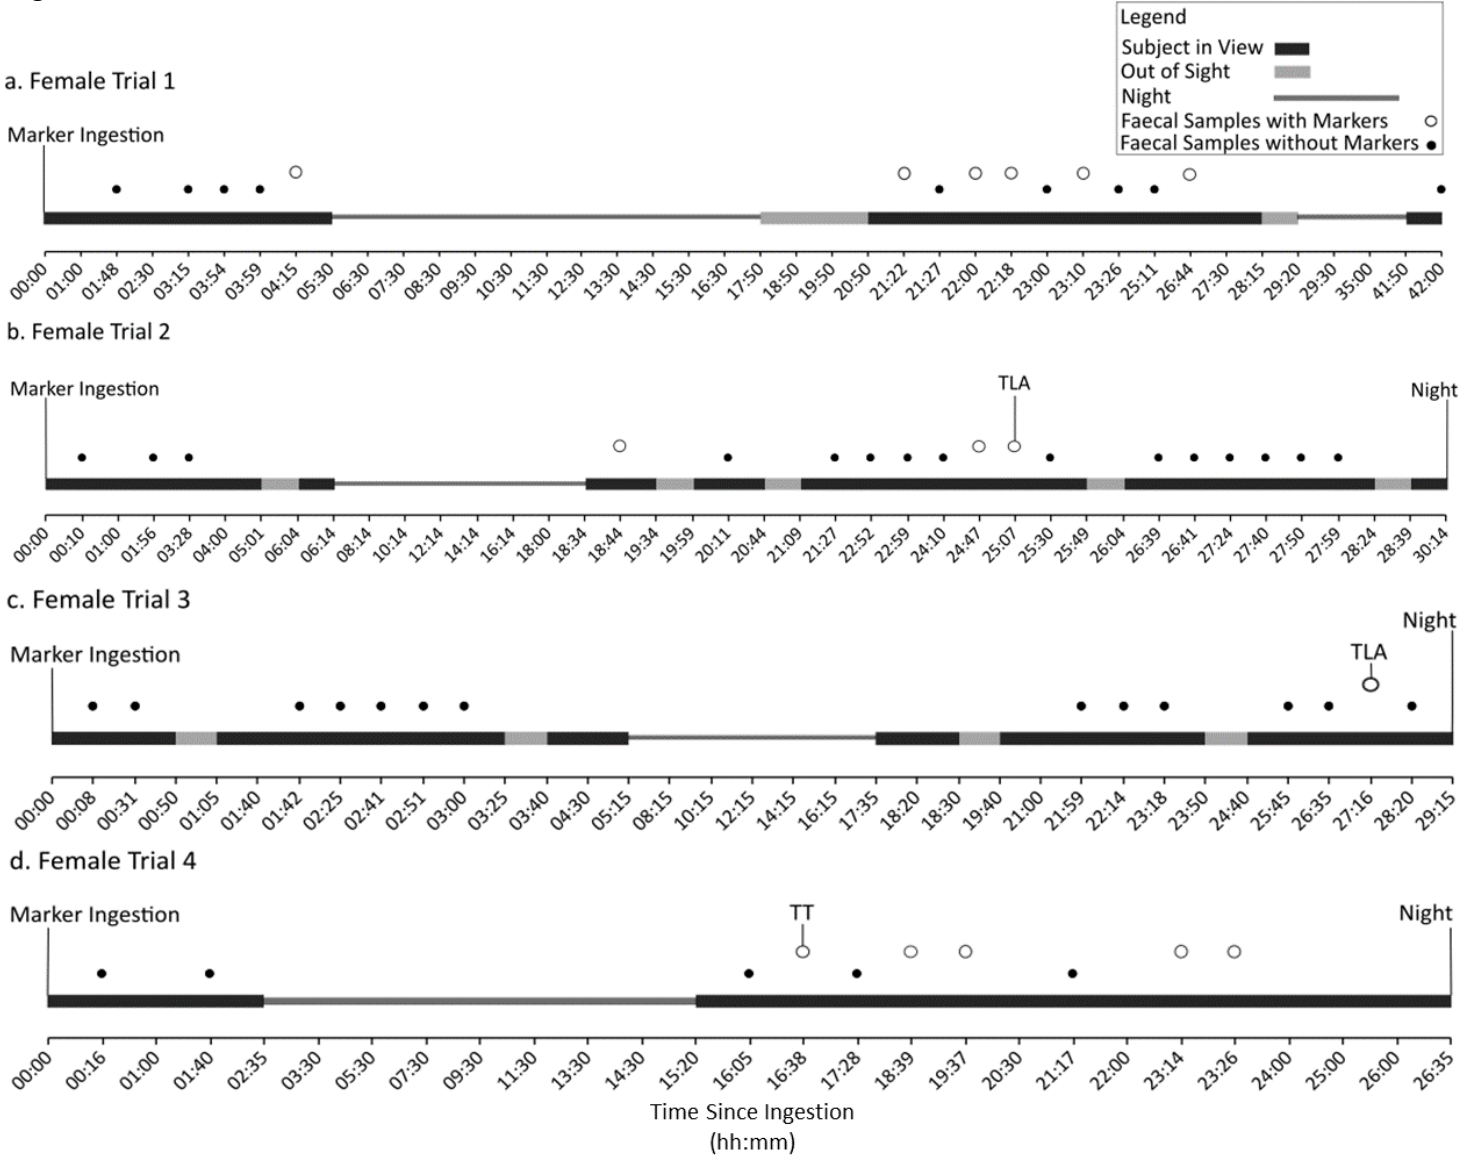 Legend
Subject in View
Out of Sight
Night
Faecal Samples with Markers
Faecal Samples without Markers
a. Female Trial 1
Marker Ingestion
00:00 01:00 01:48 02:30 03:15 03:54 03:59 04:15 05:30 06:30 07:30 08:30 09:30 10:30 11:30 12:30 13:30 14:30 15:30 16:30 17:50 18:50 19:50 20:50 21:22 21:27 22:00 22:18 23:00 23:10 23:26 25:11 26:44 27:30 28:15 29:20 29:30 35:00 41:50 42:00
b. Female Trial 2
Marker Ingestion
TLA
Night
00:00 00:10 01:00 01:56 03:28 04:00 05:01 06:04 06:14 08:14 10:14 12:14 14:14 16:14 18:00 18:34 18:44 19:34 19:59 20:11 20:44 21:09 21:27 22:52 22:59 24:10 24:47 25:07 25:30 25:49 26:04 26:39 26:41 27:24 27:40 27:50 27:59 28:24 28:39 30:14
c. Female Trial 3
Marker Ingestion
TLA
Night
00:00 00:08 00:31 00:50 01:05 01:40 01:42 02:25 02:41 02:51 03:00 03:25 03:40 04:30 05:15 08:15 10:15 12:15 14:15 16:15 17:35 18:20 18:30 19:40 21:00 21:59 22:14 23:18 23:50 24:40 25:45 26:35 27:16 28:20 29:15
d. Female Trial 4
Marker Ingestion
TT
Night
00:00 00:16 01:00 01:40 02:35 03:30 05:30 07:30 09:30 11:30 13:30 14:30 15:20 16:05 16:38 17:28 18:39 19:37 20:30 21:17 22:00 23:14 23:26 24:00 25:00 26:00 26:35
Time Since Ingestion
(hh:mm)